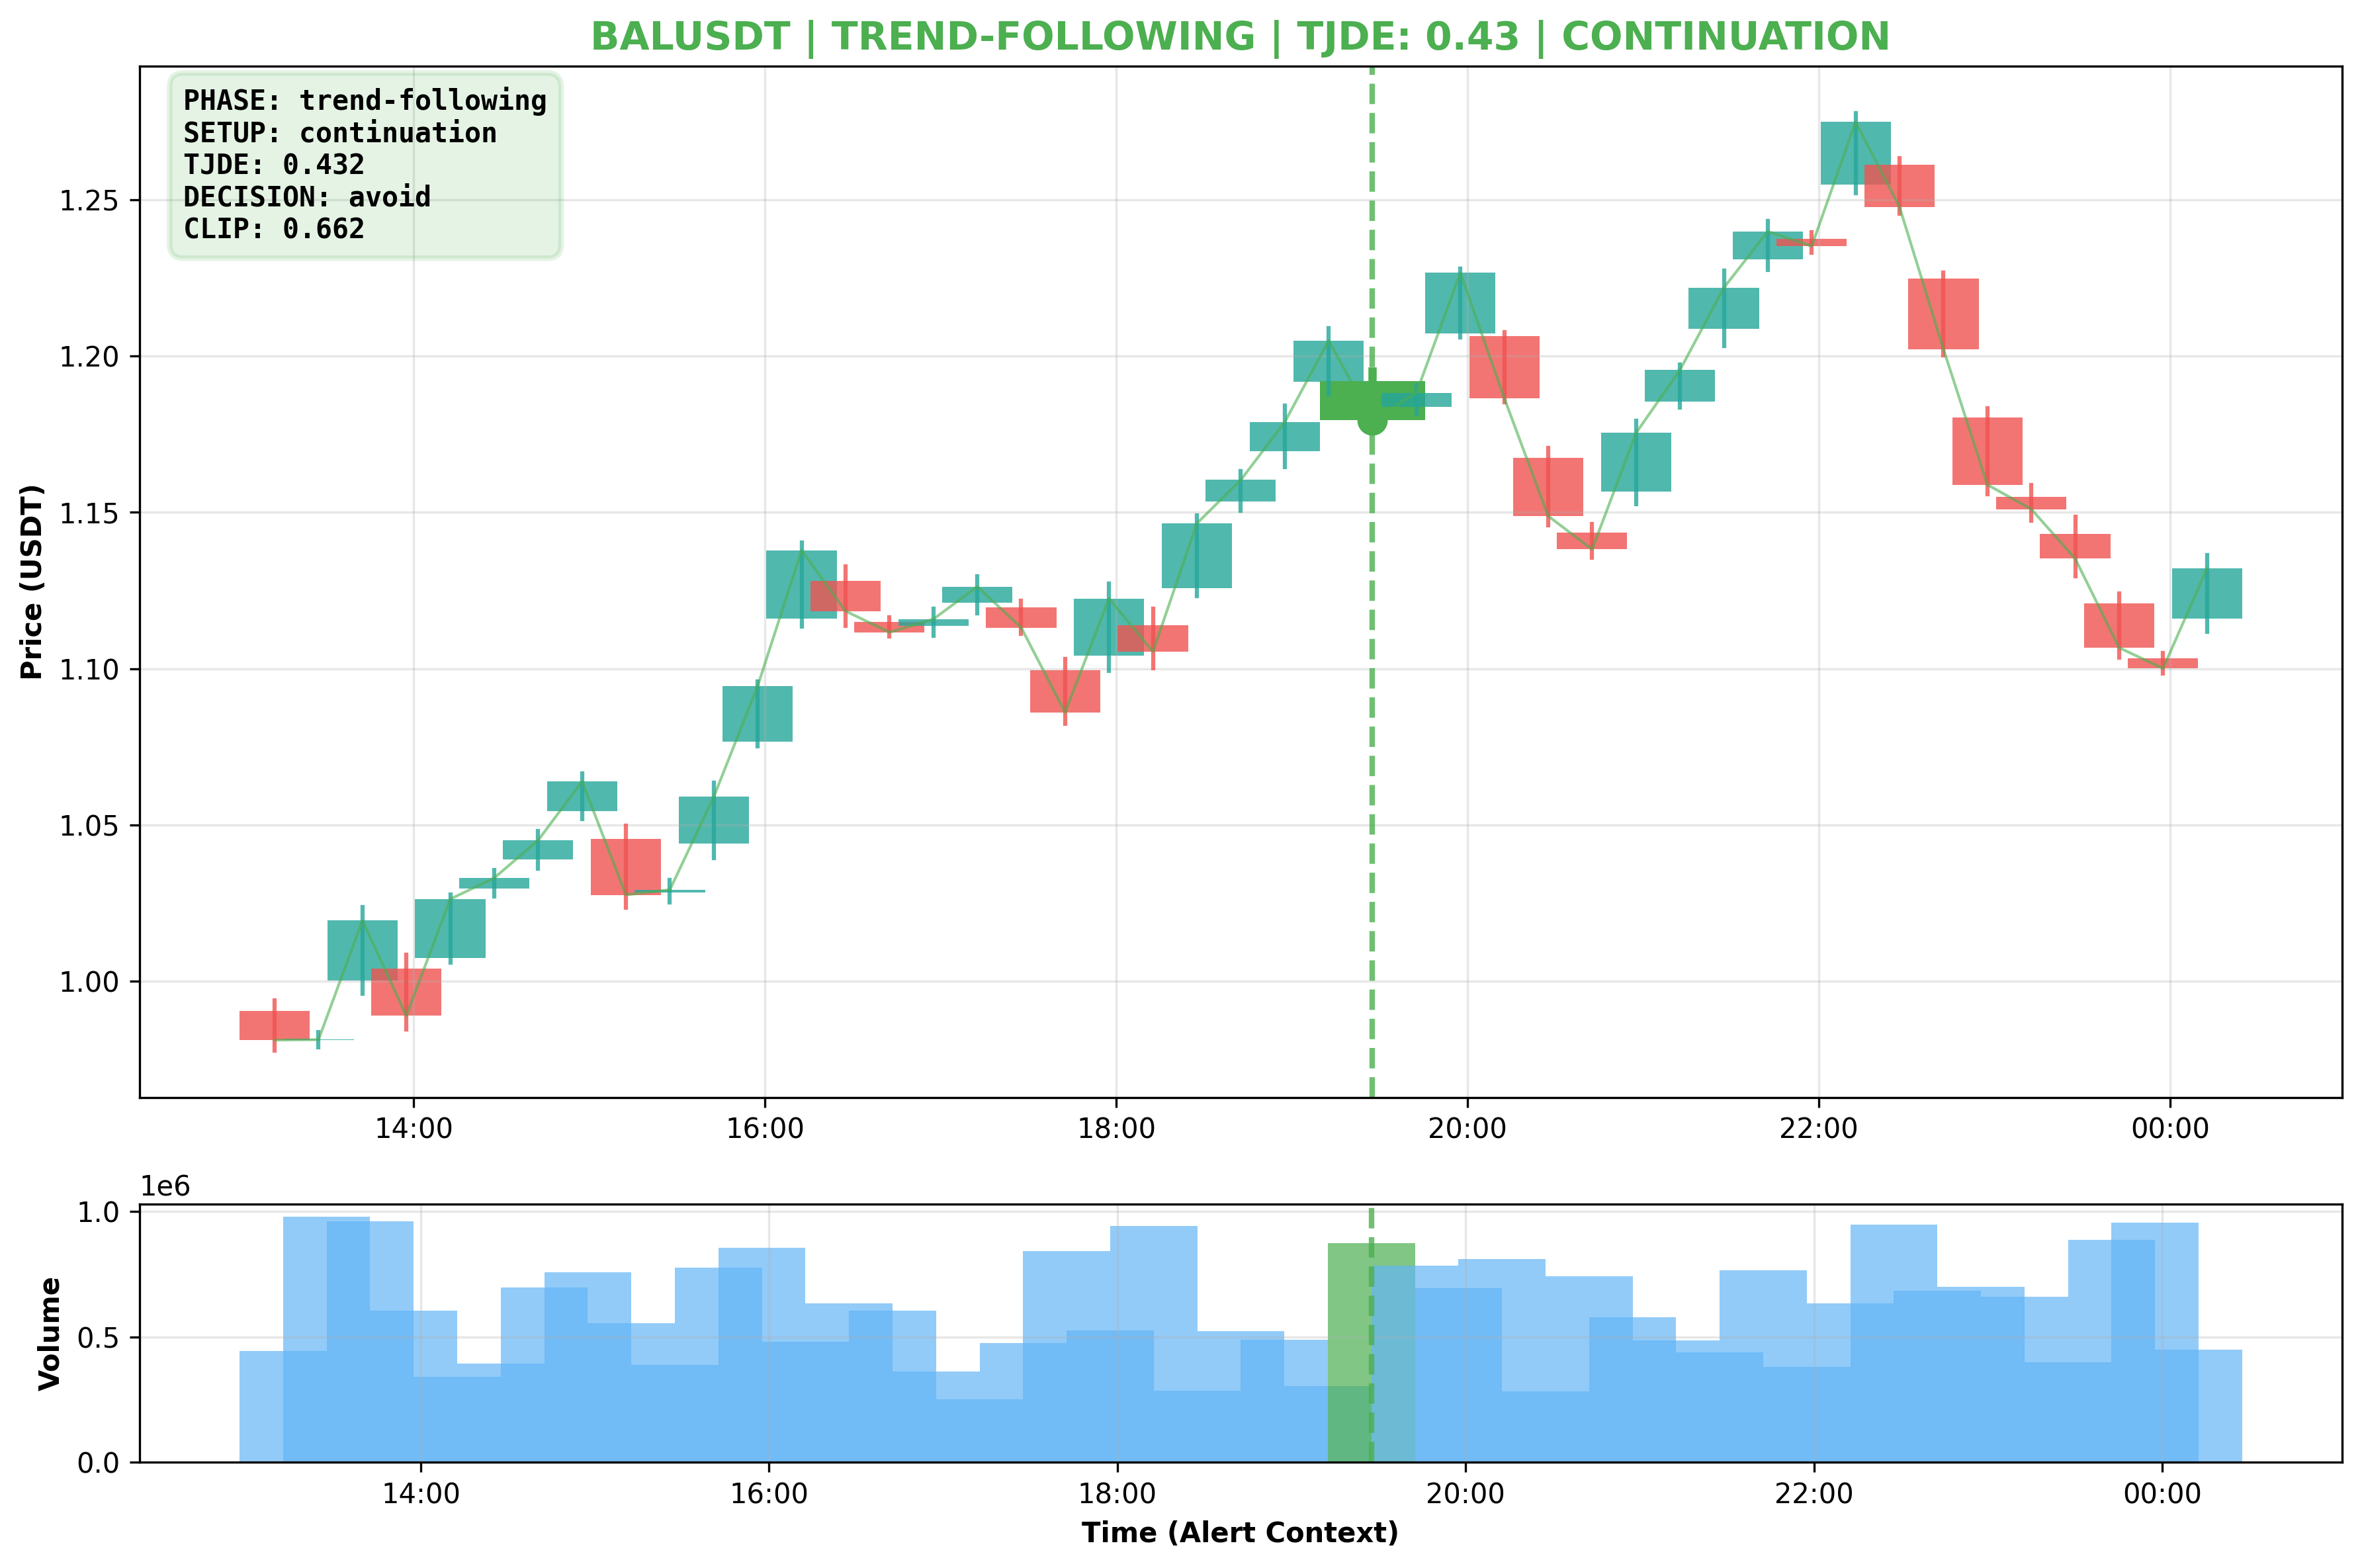 BALUSDT | TREND-FOLLOWING | TJDE: 0.43 | CONTINUATION
PHASE: trend-following
SETUP: continuation
TJDE: 0.432
DECISION: avoid
CLIP: 0.662
Price (USDT)
1.25
1.20
1.15
1.10
1.05
1.00
14:00 16:00 18:00 20:00 22:00 00:00
1e6
Volume
1.0
0.5
0.0
14:00 16:00 18:00 20:00 22:00 00:00
Time (Alert Context)